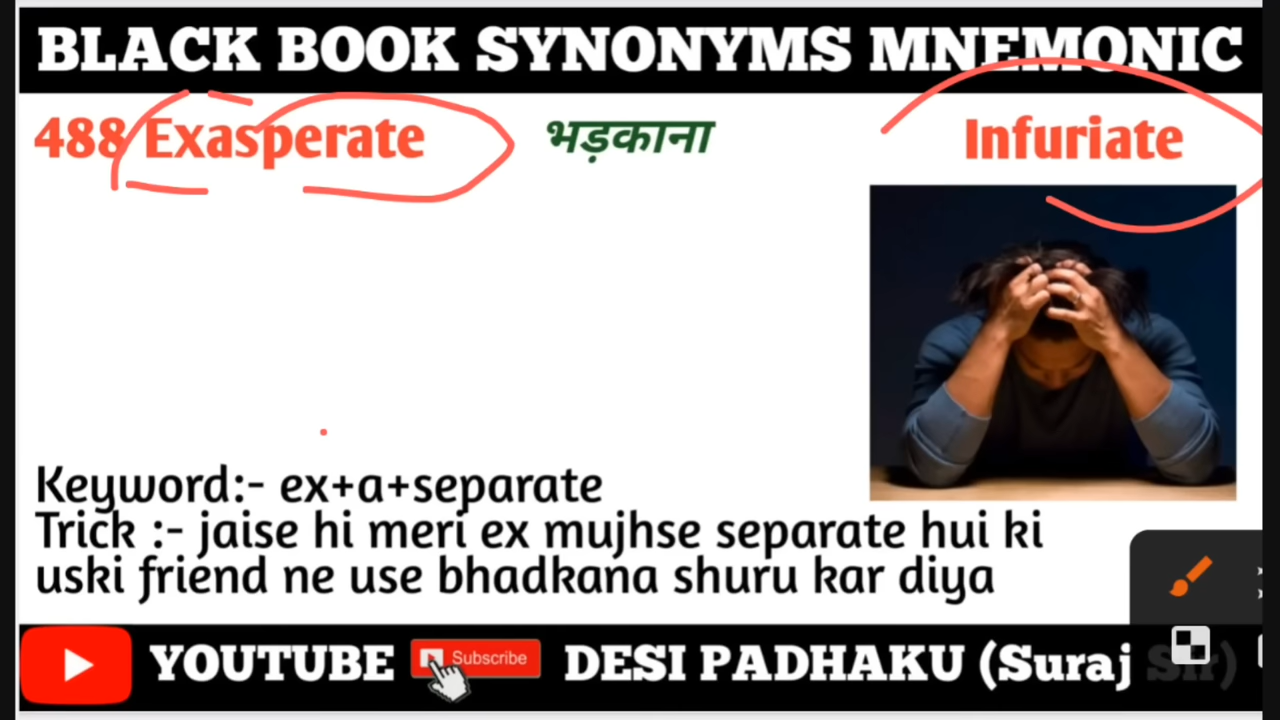 BLACK BOOK SYNONYMS MNEMONIC
488 Exasperate भड़काना Infuriate
Keyword:- ex+a+separate
Trick :- jaise hi meri ex mujhse separate hui ki
uski friend ne use bhadkana shuru kar diya
YOUTUBE Subscribe DESI PADHAKU (Suraj Sir)